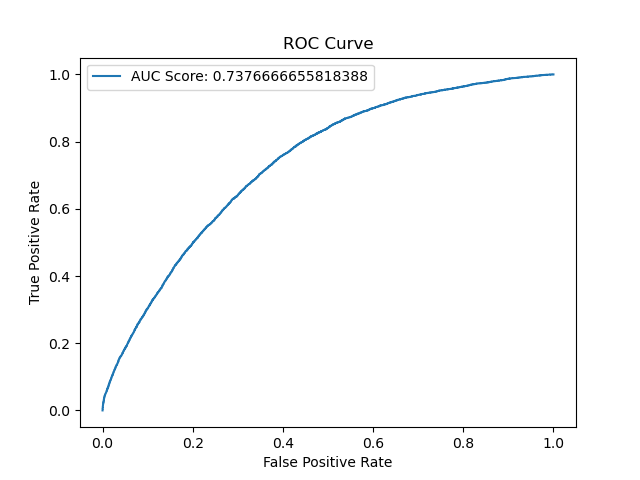 ROC Curve
AUC Score: 0.7376666655818388
True Positive Rate
1.0
0.8
0.6
0.4
0.2
0.0
0.0 0.2 0.4 0.6 0.8 1.0
False Positive Rate